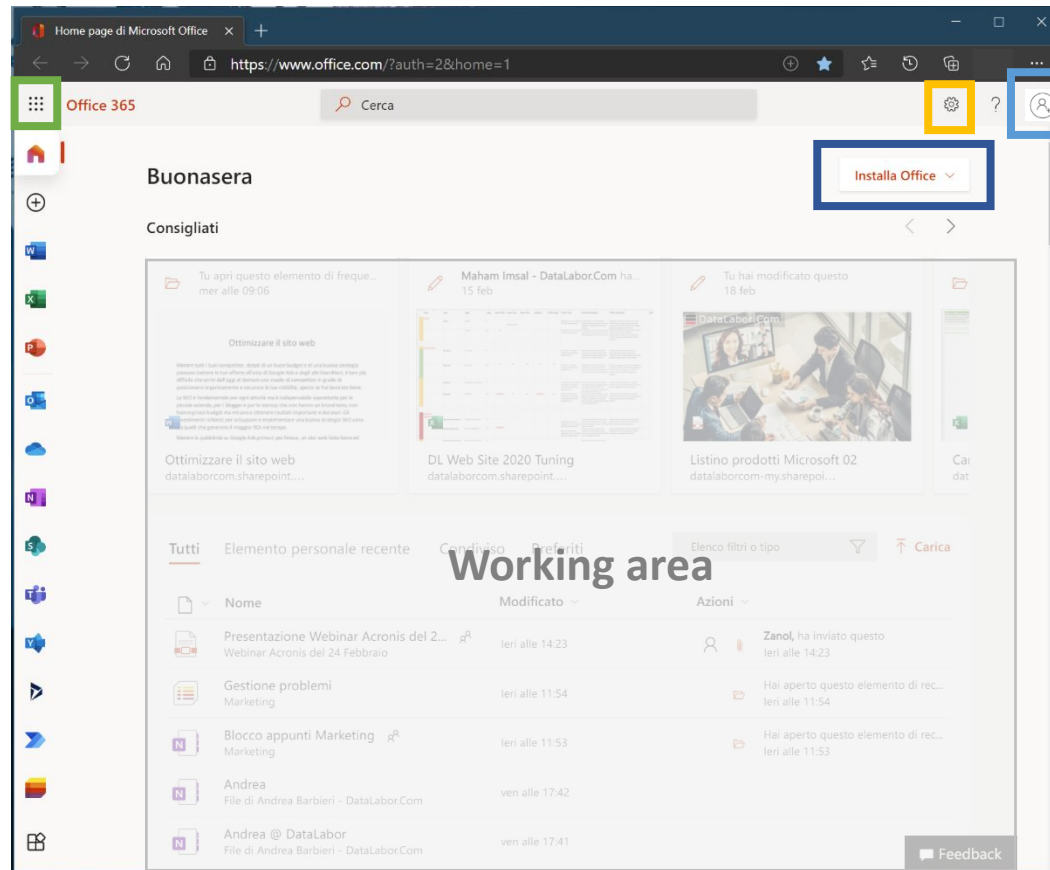 Home page di Microsoft Office
https://www.office.com/?auth=2&home=1
Office 365
Cerca
?
Buonasera
Installa Office
Consigliati
Tu apri questo elemento di freque...
mer alle 09:06
Maham Imsal - DataLabor.Com ha...
15 feb
Tu hai modificato questo
18 feb
Ottimizzare il sito web
DataLabor.Com
Ottimizzare il sito web
datalaborcom.sharepoint....
DL Web Site 2020 Tuning
datalaborcom.sharepoint....
Listino prodotti Microsoft 02
datalaborcom-my.sharepoi...
Car
dat
Tutti Elemento personale recente Condiviso Preferiti
Elenco filtri o tipo
Carica
Working area
Nome Modificato Azioni
Presentazione Webinar Acronis del 2...
Webinar Acronis del 24 Febbraio
Ieri alle 14:23
Zanol, ha inviato questo
Ieri alle 14:23
Gestione problemi
Marketing
Ieri alle 11:54
Hai aperto questo elemento di rec...
Ieri alle 11:54
Blocco appunti Marketing
Marketing
Ieri alle 11:53
Hai aperto questo elemento di rec...
Ieri alle 11:53
Andrea
File di Andrea Barbieri - DataLabor.Com
ven alle 17:42
Andrea @ DataLabor
File di Andrea Barbieri - DataLabor.Com
ven alle 17:41
Feedback